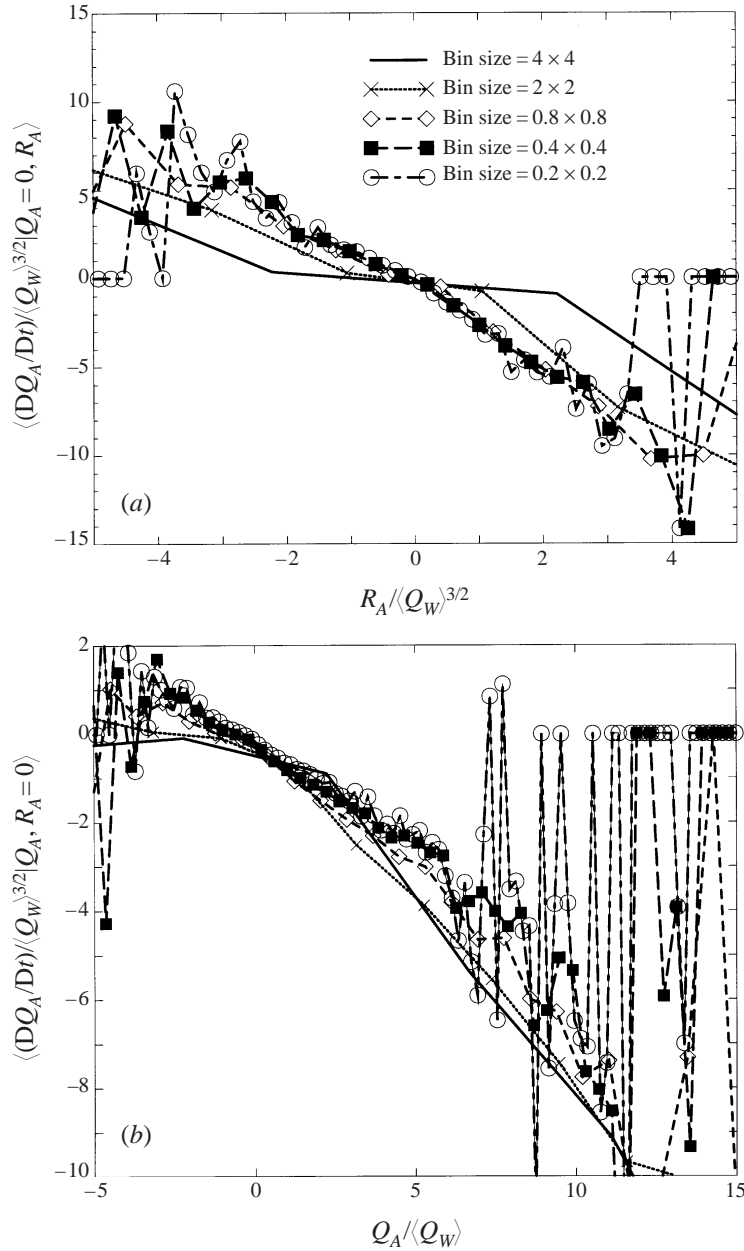 15
10
5
0
−5
−10
−15
−4
−2
0
2
4
Bin size = 4 × 4
Bin size = 2 × 2
Bin size = 0.8 × 0.8
Bin size = 0.4 × 0.4
Bin size = 0.2 × 0.2
⟨(DQ_A/Dt)/⟨Q_W⟩^{3/2}|Q_A = 0, R_A⟩
(a)
R_A/⟨Q_W⟩^{3/2}
2
0
−2
−4
−6
−8
−10
−5
0
5
10
15
⟨(DQ_A/Dt)/⟨Q_W⟩^{3/2}|Q_A, R_A = 0⟩
(b)
Q_A/⟨Q_W⟩